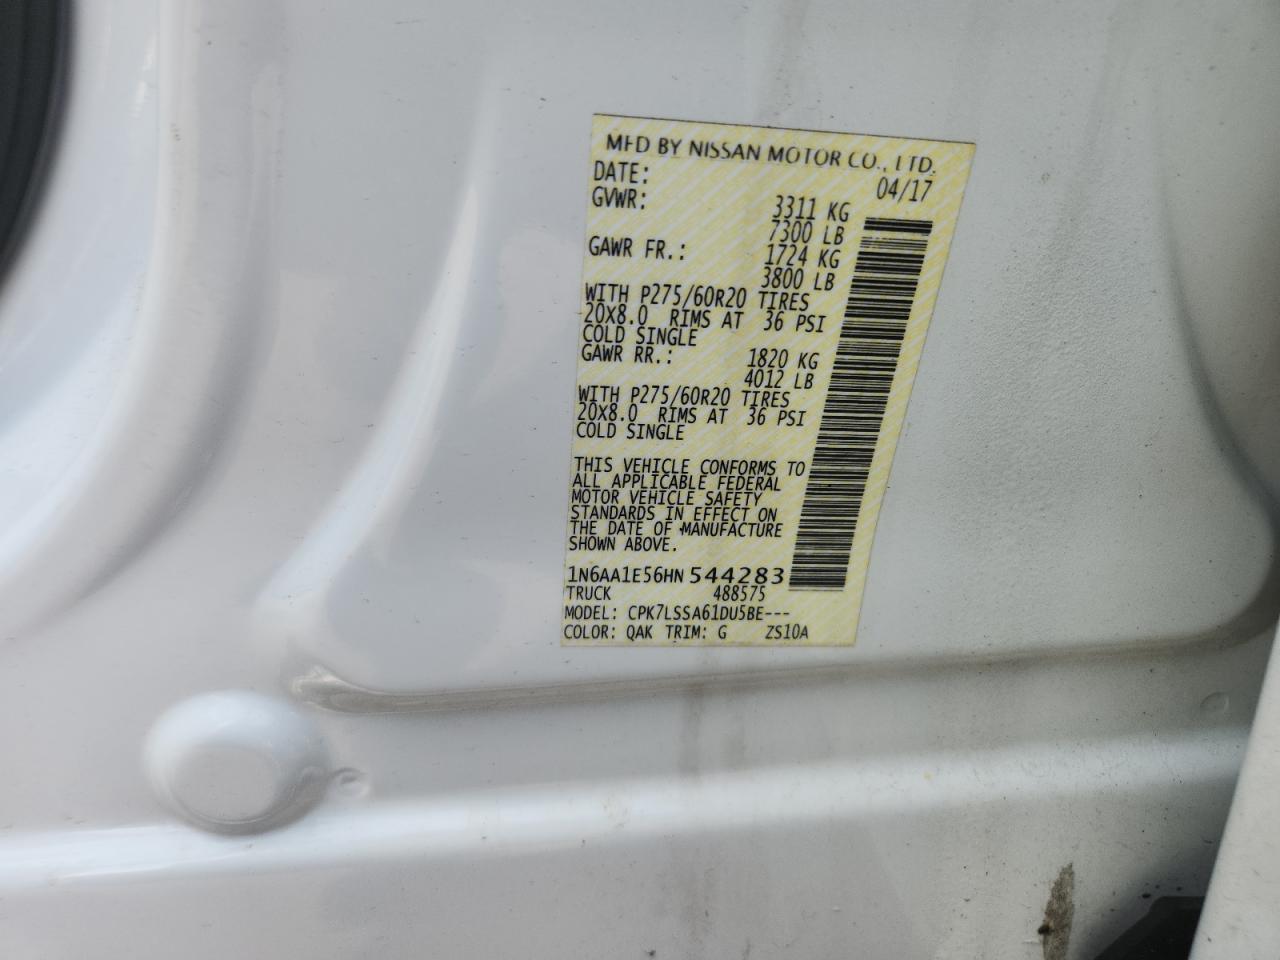 MFD BY NISSAN MOTOR CO., LTD.
DATE: 04/17
GVWR: 3311 KG
7300 LB
GAWR FR.: 1724 KG
3800 LB
WITH P275/60R20 TIRES
20X8.0 RIMS AT 36 PSI
COLD SINGLE
GAWR RR.: 1820 KG
4012 LB
WITH P275/60R20 TIRES
20X8.0 RIMS AT 36 PSI
COLD SINGLE
THIS VEHICLE CONFORMS TO
ALL APPLICABLE FEDERAL
MOTOR VEHICLE SAFETY
STANDARDS IN EFFECT ON
THE DATE OF MANUFACTURE
SHOWN ABOVE.
1N6AA1E56HN544283
TRUCK 488575
MODEL: CPK7LSSA61DU5BE---
COLOR: QAK TRIM: G ZS10A